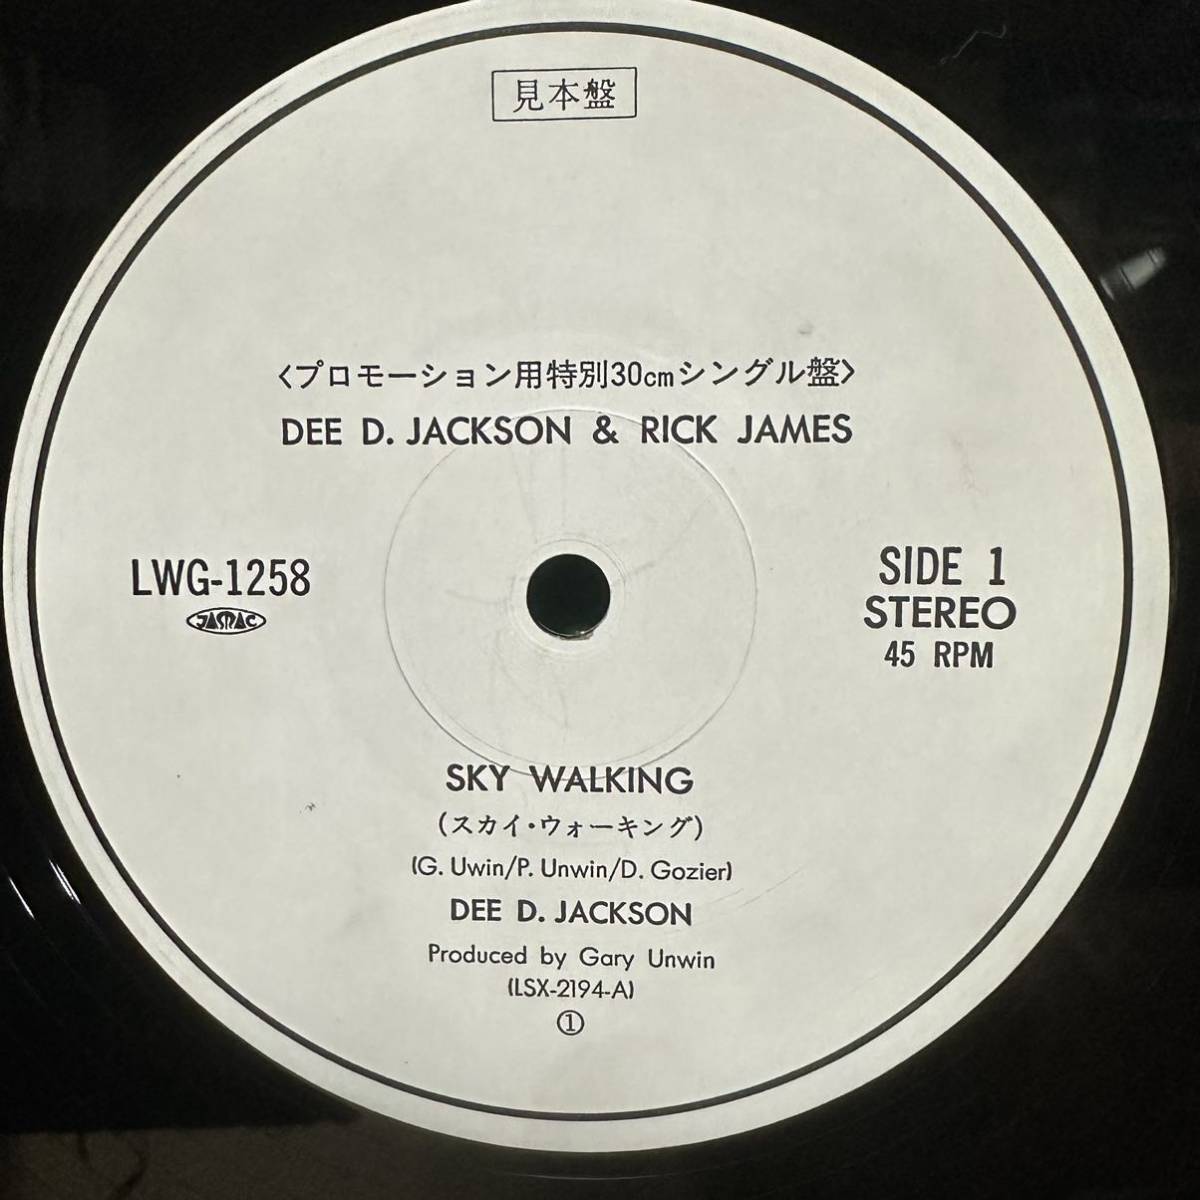 見本盤
〈プロモーション用特別30cmシングル盤〉
DEE D. JACKSON & RICK JAMES
LWG-1258
JASRAC
SIDE 1
STEREO
45 RPM
SKY WALKING
(スカイ・ウォーキング)
(G. Uwin/P. Unwin/D. Gozier)
DEE D. JACKSON
Produced by Gary Unwin
(LSX-2194-A)
①